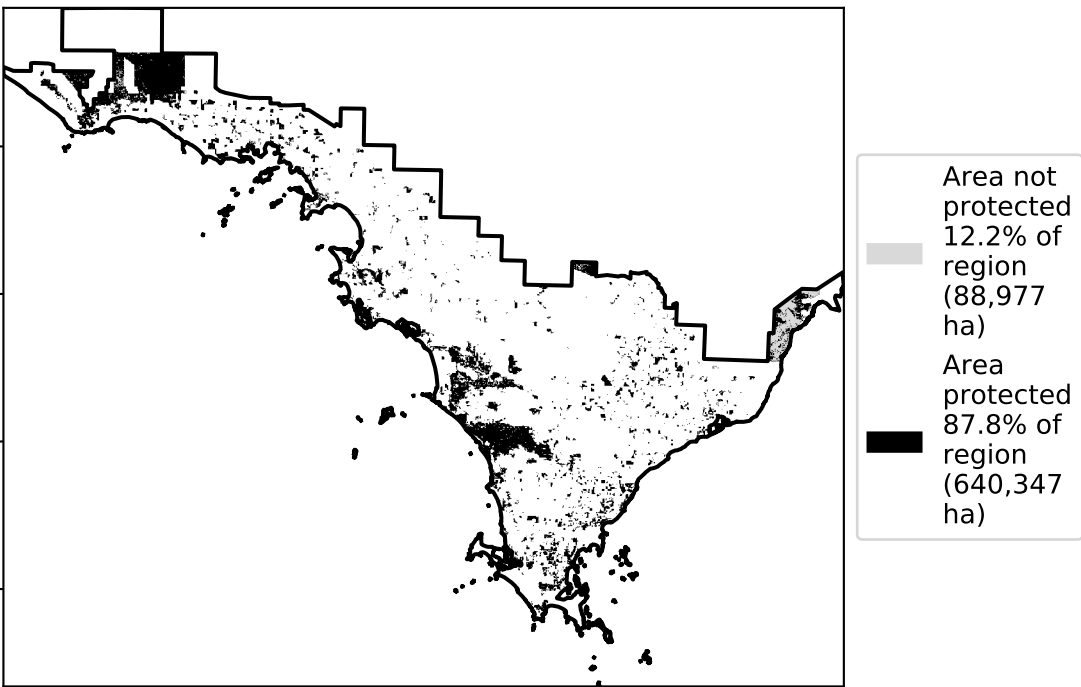 Area not
protected
12.2% of
region
(88,977
ha)
Area
protected
87.8% of
region
(640,347
ha)